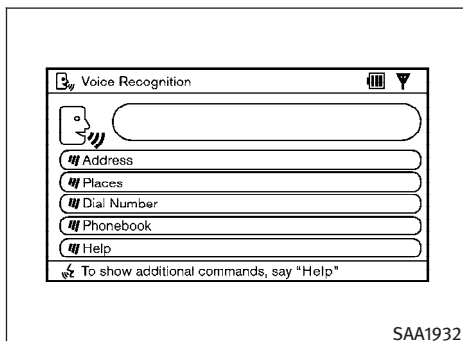 Voice Recognition
Address
Places
Dial Number
Phonebook
Help
To show additional commands, say "Help"
SAA1932